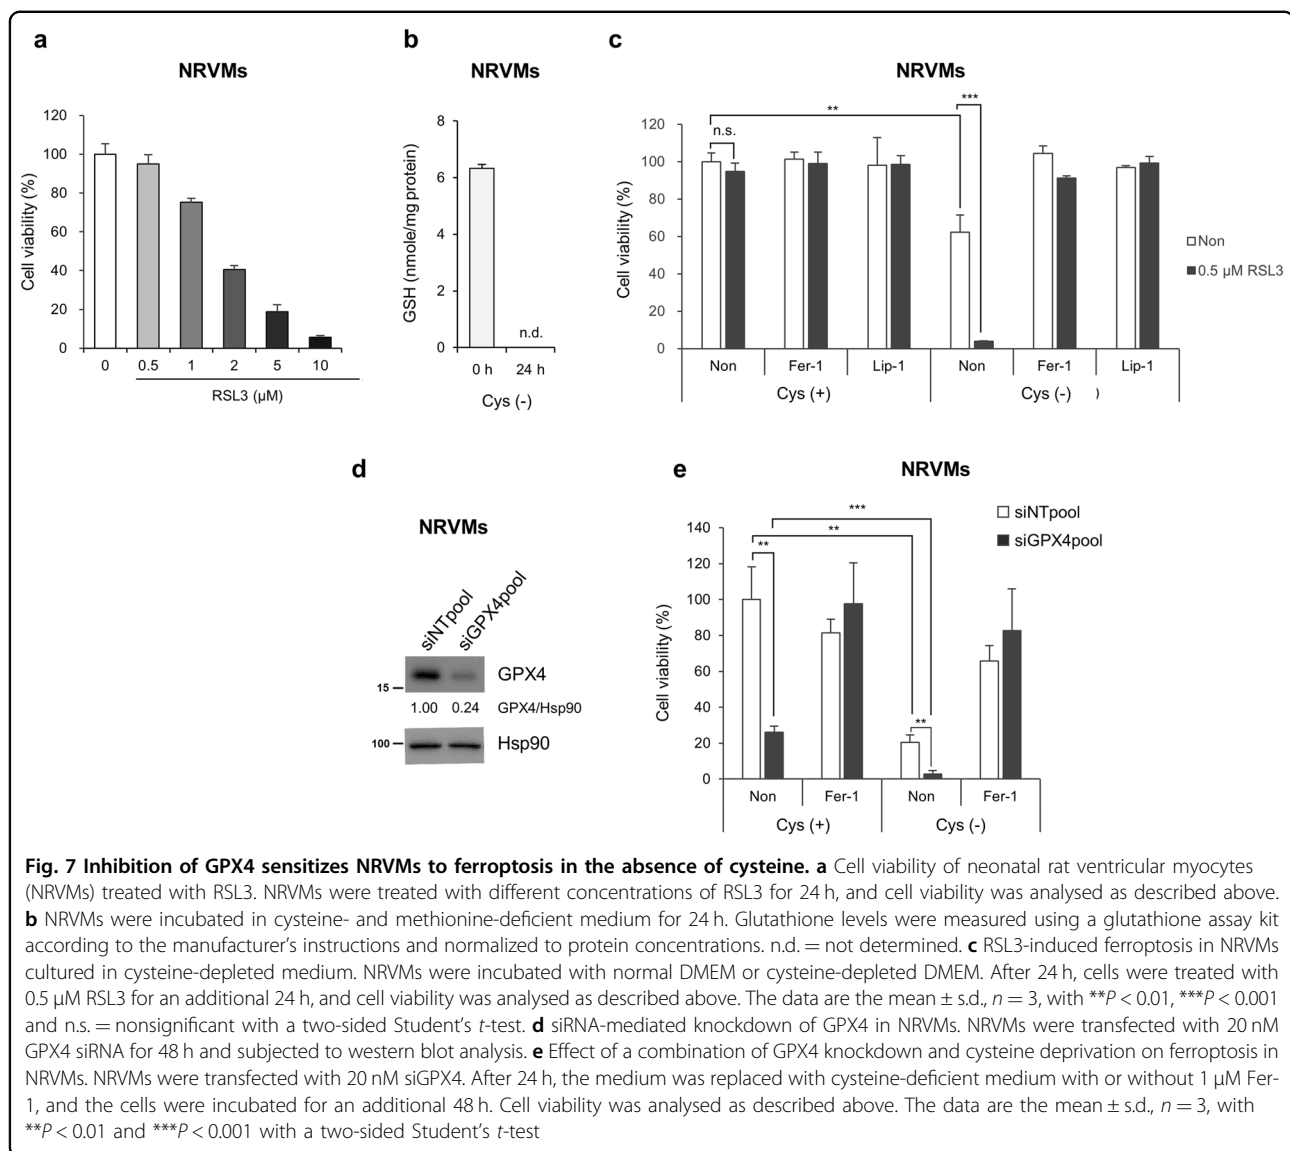 a
NRVMs
120
100
80
60
40
20
0
Cell viability (%)
0 0.5 1 2 5 10
RSL3 (µM)
b
NRVMs
8
6
4
2
0
GSH (nmole/mg protein)
n.d.
0 h 24 h
Cys (-)
c
NRVMs
** ***
n.s.
120
100
80
60
40
20
0
Cell viability (%)
Non Fer-1 Lip-1 Non Fer-1 Lip-1
Cys (+) Cys (-) )
Non
0.5 µM RSL3
d
NRVMs
siNTpool siGPX4pool
GPX4
15
1.00 0.24 GPX4/Hsp90
100 Hsp90
e
NRVMs
siNTpool
siGPX4pool
***
**
**
**
140
120
100
80
60
40
20
0
Cell viability (%)
Non Fer-1 Non Fer-1
Cys (+) Cys (-)
Fig. 7 Inhibition of GPX4 sensitizes NRVMs to ferroptosis in the absence of cysteine. a Cell viability of neonatal rat ventricular myocytes
(NRVMs) treated with RSL3. NRVMs were treated with different concentrations of RSL3 for 24 h, and cell viability was analysed as described above.
b NRVMs were incubated in cysteine- and methionine-deficient medium for 24 h. Glutathione levels were measured using a glutathione assay kit
according to the manufacturer's instructions and normalized to protein concentrations. n.d. = not determined. c RSL3-induced ferroptosis in NRVMs
cultured in cysteine-depleted medium. NRVMs were incubated with normal DMEM or cysteine-depleted DMEM. After 24 h, cells were treated with
0.5 µM RSL3 for an additional 24 h, and cell viability was analysed as described above. The data are the mean ± s.d., n = 3, with **P < 0.01, ***P < 0.001
and n.s. = nonsignificant with a two-sided Student's t-test. d siRNA-mediated knockdown of GPX4 in NRVMs. NRVMs were transfected with 20 nM
GPX4 siRNA for 48 h and subjected to western blot analysis. e Effect of a combination of GPX4 knockdown and cysteine deprivation on ferroptosis in
NRVMs. NRVMs were transfected with 20 nM siGPX4. After 24 h, the medium was replaced with cysteine-deficient medium with or without 1 µM Fer-
1, and the cells were incubated for an additional 48 h. Cell viability was analysed as described above. The data are the mean ± s.d., n = 3, with
**P < 0.01 and ***P < 0.001 with a two-sided Student's t-test